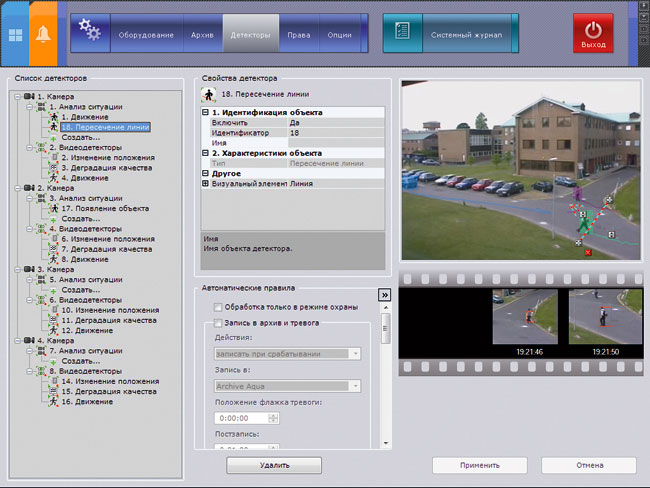 Оборудование
Архив
Детекторы
Права
Опции
Системный журнал
Выход
Список детекторов
1. Камера
1. Анализ ситуации
1. Движение
18. Пересечение линии
Создать...
2. Видеодетекторы
2. Изменение положения
3. Деградация качества
4. Движение
2. Камера
3. Анализ ситуации
17. Появление объекта
Создать...
4. Видеодетекторы
6. Изменение положения
7. Деградация качества
8. Движение
3. Камера
5. Анализ ситуации
Создать...
6. Видеодетекторы
10. Изменение положения
11. Деградация качества
12. Движение
4. Камера
7. Анализ ситуации
Создать...
8. Видеодетекторы
14. Изменение положения
15. Деградация качества
16. Движение
Свойства детектора
18. Пересечение линии
1. Идентификация объекта
Включить Да
Идентификатор 18
Имя
2. Характеристики объекта
Тип Пересечение линии
Другое
Визуальный элемент Линия
Имя
Имя объекта детектора.
Автоматические правила
Обработка только в режиме охраны
Запись в архив и тревога
Действия:
записать при срабатывании
Запись в:
Archive Aqua
Положение флажка тревоги:
0:00:00
Постзапись:
Удалить
19:21:46
19:21:50
Применить
Отмена